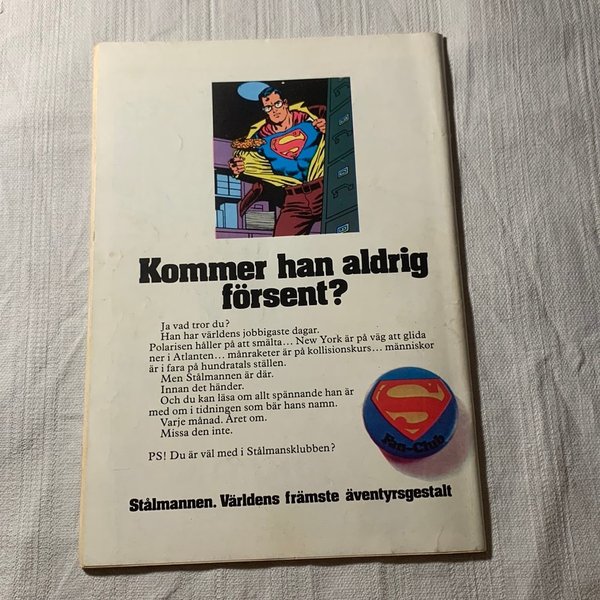 Kommer han aldrig
försent?
Ja vad tror du?
Han har världens jobbigaste dagar.
Polarisen håller på att smälta... New York är på väg att glida
ner i Atlanten... månraketer är på kollisionskurs... människor
är i fara på hundratals ställen.
Men Stålmannen är där.
Innan det händer.
Och du kan läsa om allt spännande han är
med om i tidningen som bär hans namn.
Varje månad. Året om.
Missa den inte.
PS! Du är väl med i Stålmansklubben?
Fan-Club
Stålmannen. Världens främste äventyrsgestalt